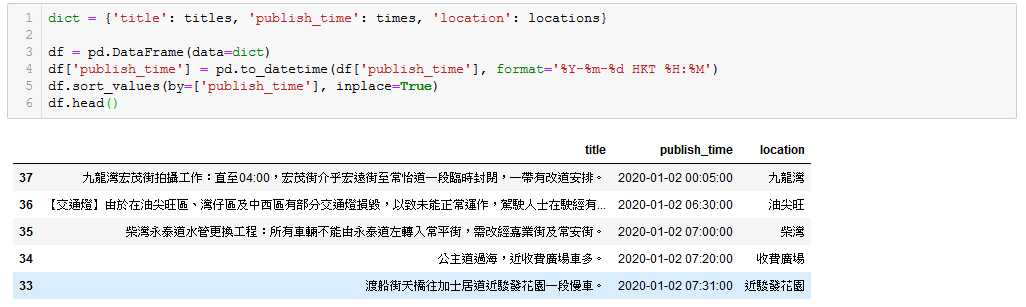 1 dict = {'title': titles, 'publish_time': times, 'location': locations}
2
3 df = pd.DataFrame(data=dict)
4 df['publish_time'] = pd.to_datetime(df['publish_time'], format='%Y-%m-%d HKT %H:%M')
5 df.sort_values(by=['publish_time'], inplace=True)
6 df.head()
title publish_time location
37 九龍灣宏茂街拍攝工作：直至04:00，宏茂街介乎宏遠街至常怡道一段臨時封閉，一帶有改道安排。 2020-01-02 00:05:00 九龍灣
36 【交通燈】由於在油尖旺區、灣仔區及中西區有部分交通燈損毀，以致未能正常運作，駕駛人士在駛經有... 2020-01-02 06:30:00 油尖旺
35 柴灣永泰道水管更換工程：所有車輛不能由永泰道左轉入常平街，需改經嘉業街及常安街。 2020-01-02 07:00:00 柴灣
34 公主道過海，近收費廣場車多。 2020-01-02 07:20:00 收費廣場
33 渡船街天橋往加士居道近駿發花園一段慢車。 2020-01-02 07:31:00 近駿發花園